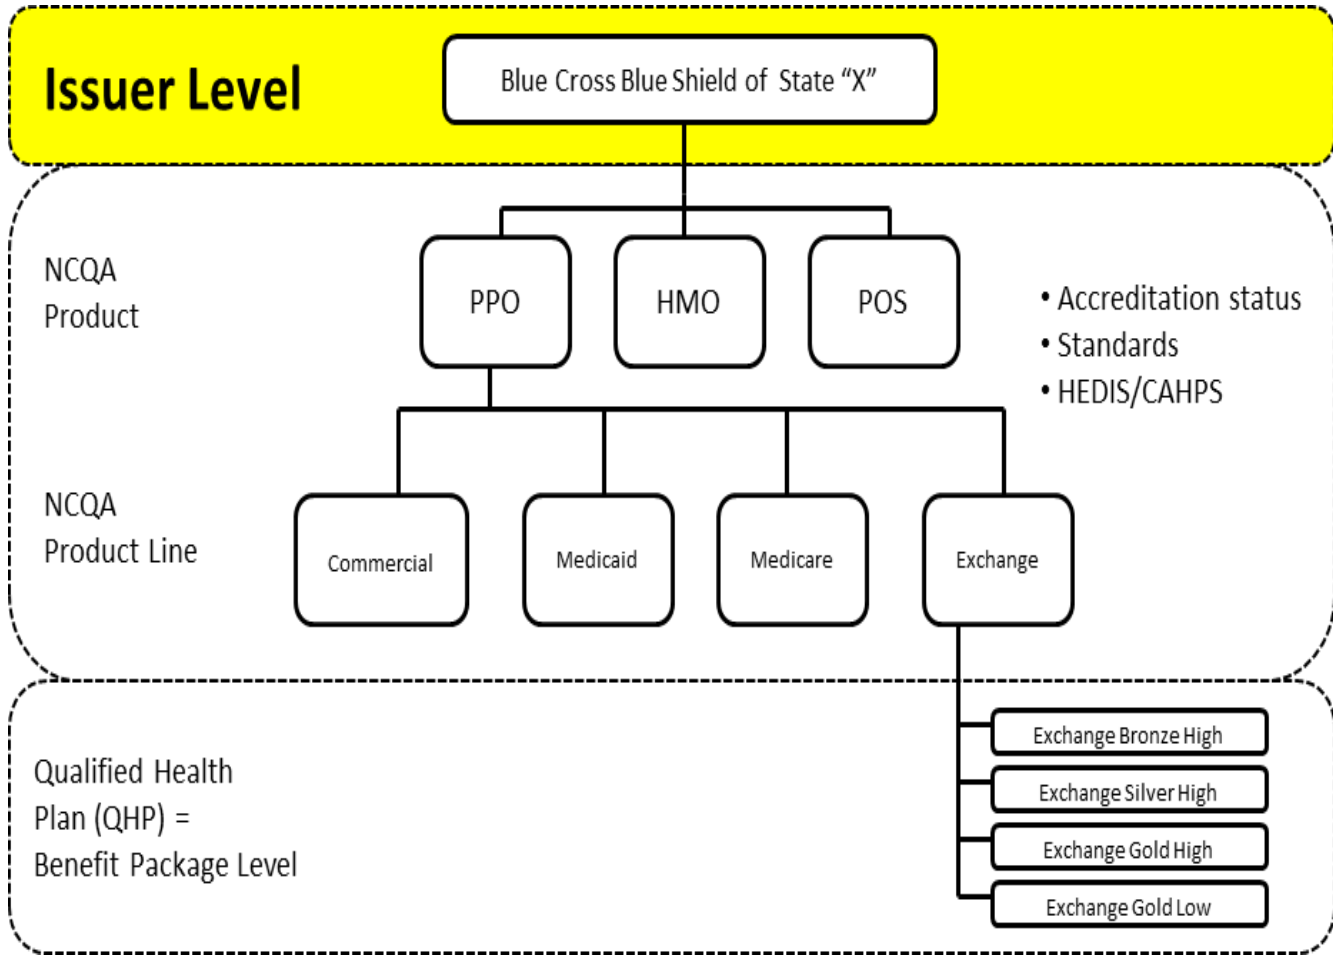 Issuer Level
Blue Cross Blue Shield of State “X”
NCQA
Product
PPO
HMO
POS
• Accreditation status
• Standards
• HEDIS/CAHPS
NCQA
Product Line
Commercial
Medicaid
Medicare
Exchange
Qualified Health
Plan (QHP) =
Benefit Package Level
Exchange Bronze High
Exchange Silver High
Exchange Gold High
Exchange Gold Low